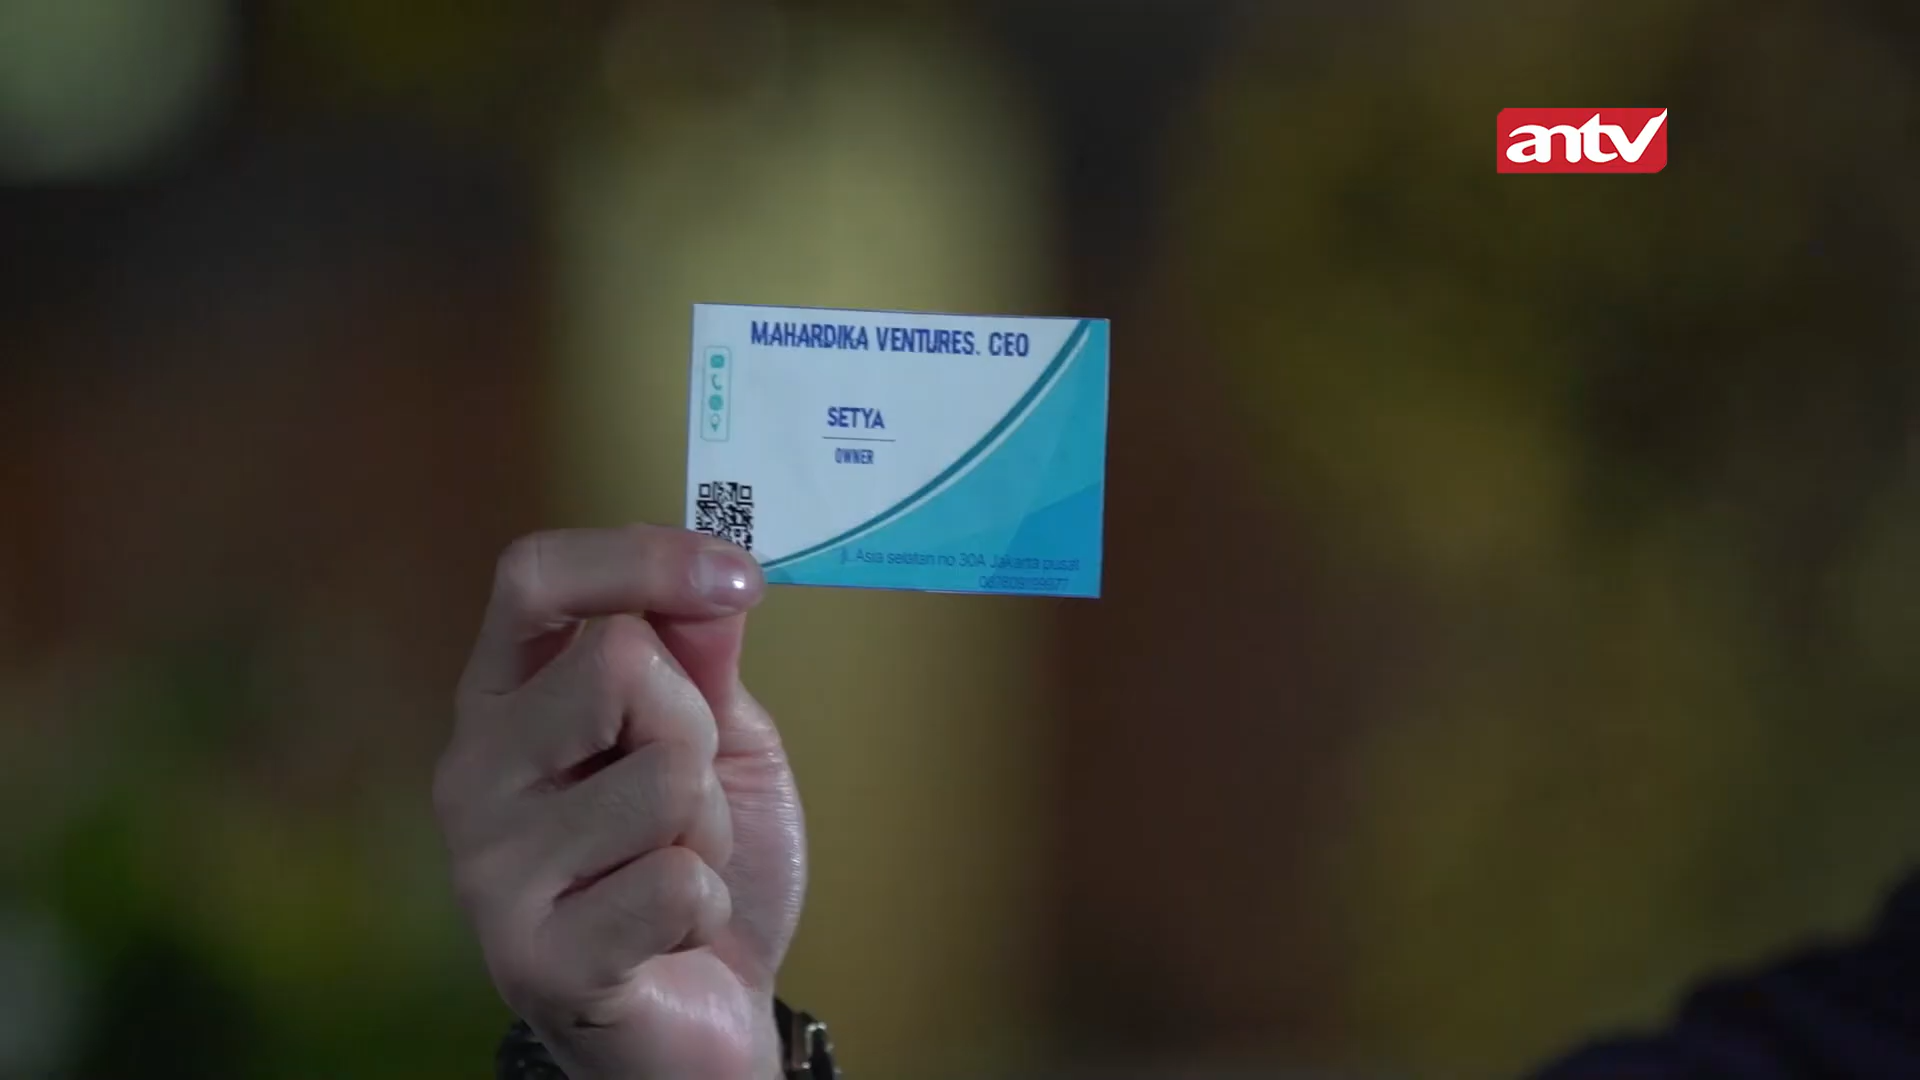 antv
MAHARDIKA VENTURES. CEO
SETYA
OWNER
jl. Asia selatan no 30A Jakarta pusat